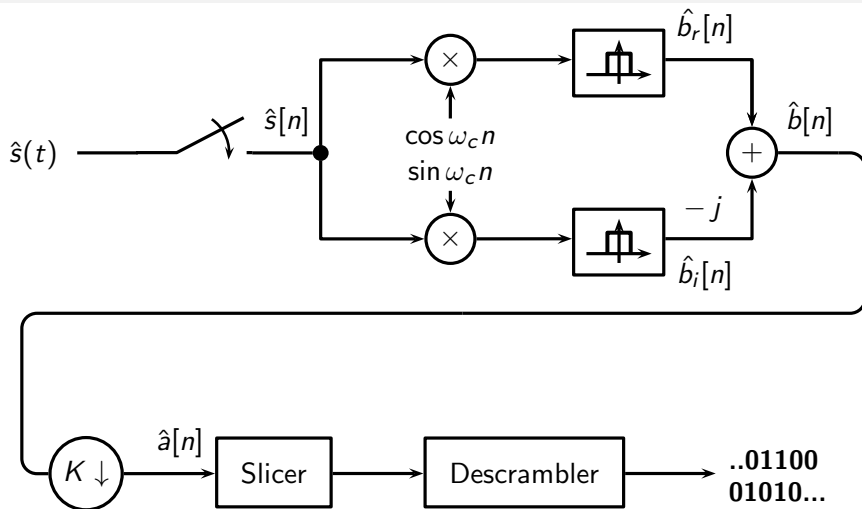 ŝ(t)
ŝ[n]
×
cos ω_c n
sin ω_c n
×
b̂_r[n]
b̂_i[n]
− j
+
b̂[n]
K ↓
â[n]
Slicer
Descrambler
..01100
01010...